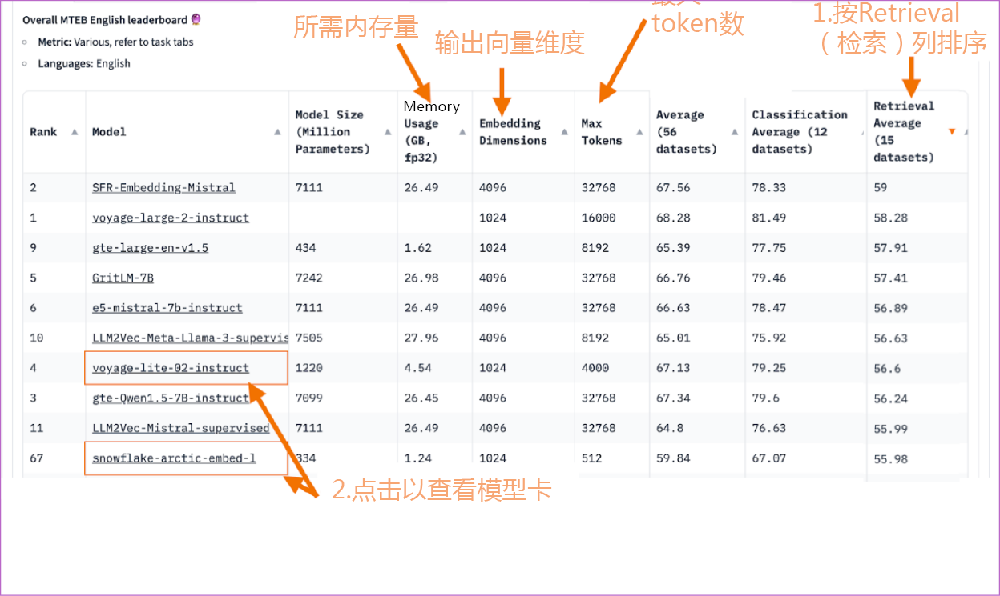 Overall MTEB English leaderboard 🔮
Metric: Various, refer to task tabs
Languages: English
所需内存量
输出向量维度
token数
1.按Retrieval
（检索）列排序
Rank Model Model Size (Million Parameters) Memory Usage (GB, fp32) Embedding Dimensions Max Tokens Average (56 datasets) Classification Average (12 datasets) Retrieval Average (15 datasets)
2 SFR-Embedding-Mistral 7111 26.49 4096 32768 67.56 78.33 59
1 voyage-large-2-instruct 1024 16000 68.28 81.49 58.28
9 gte-large-en-v1.5 434 1.62 1024 8192 65.39 77.75 57.91
5 GritLM-7B 7242 26.98 4096 32768 66.76 79.46 57.41
6 e5-mistral-7b-instruct 7111 26.49 4096 32768 66.63 78.47 56.89
10 LLM2Vec-Meta-Llama-3-supervis 7505 27.96 4096 8192 65.01 75.92 56.63
4 voyage-lite-02-instruct 1220 4.54 1024 4000 67.13 79.25 56.6
3 gte-Qwen1.5-7B-instruct 7099 26.45 4096 32768 67.34 79.6 56.24
11 LLM2Vec-Mistral-supervised 7111 26.49 4096 32768 64.8 76.63 55.99
67 snowflake-arctic-embed-l 334 1.24 1024 512 59.84 67.07 55.98
2.点击以查看模型卡